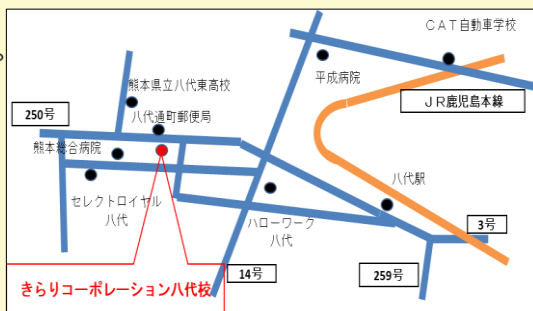 CAT自動車学校
平成病院
JR鹿児島本線
熊本県立八代東高校
八代通町郵便局
250号
熊本総合病院
セレクトロイヤル
八代
ハローワーク
八代
八代駅
3号
14号
259号
きらりコーポレーション八代校